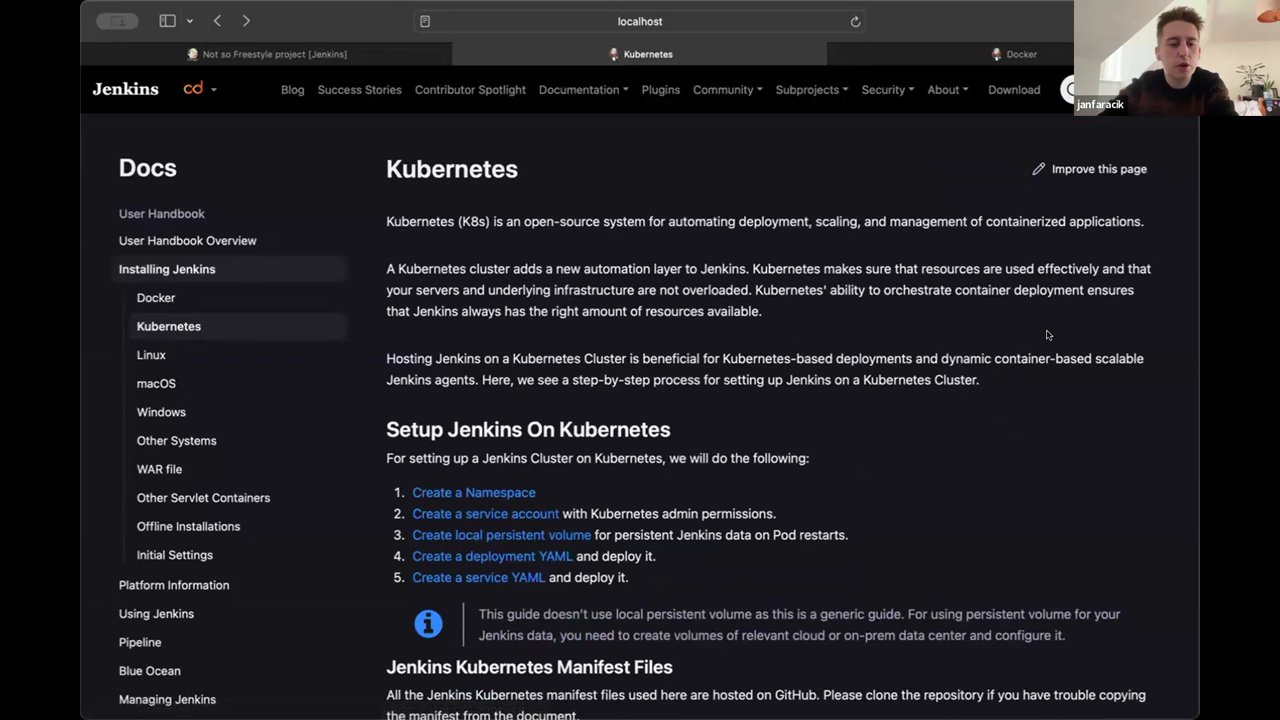 localhost
Not so Freestyle project [Jenkins]
Kubernetes
Docker
Jenkins
cd
Blog
Success Stories
Contributor Spotlight
Documentation
Plugins
Community
Subprojects
Security
About
Download
janfaracik
Docs
User Handbook
User Handbook Overview
Installing Jenkins
Docker
Kubernetes
Linux
macOS
Windows
Other Systems
WAR file
Other Servlet Containers
Offline Installations
Initial Settings
Platform Information
Using Jenkins
Pipeline
Blue Ocean
Managing Jenkins
Kubernetes
Improve this page
Kubernetes (K8s) is an open-source system for automating deployment, scaling, and management of containerized applications.
A Kubernetes cluster adds a new automation layer to Jenkins. Kubernetes makes sure that resources are used effectively and that
your servers and underlying infrastructure are not overloaded. Kubernetes' ability to orchestrate container deployment ensures
that Jenkins always has the right amount of resources available.
Hosting Jenkins on a Kubernetes Cluster is beneficial for Kubernetes-based deployments and dynamic container-based scalable
Jenkins agents. Here, we see a step-by-step process for setting up Jenkins on a Kubernetes Cluster.
Setup Jenkins On Kubernetes
For setting up a Jenkins Cluster on Kubernetes, we will do the following:
1. Create a Namespace
2. Create a service account with Kubernetes admin permissions.
3. Create local persistent volume for persistent Jenkins data on Pod restarts.
4. Create a deployment YAML and deploy it.
5. Create a service YAML and deploy it.
This guide doesn't use local persistent volume as this is a generic guide. For using persistent volume for your
Jenkins data, you need to create volumes of relevant cloud or on-prem data center and configure it.
Jenkins Kubernetes Manifest Files
All the Jenkins Kubernetes manifest files used here are hosted on GitHub. Please clone the repository if you have trouble copying
the manifest from the document.